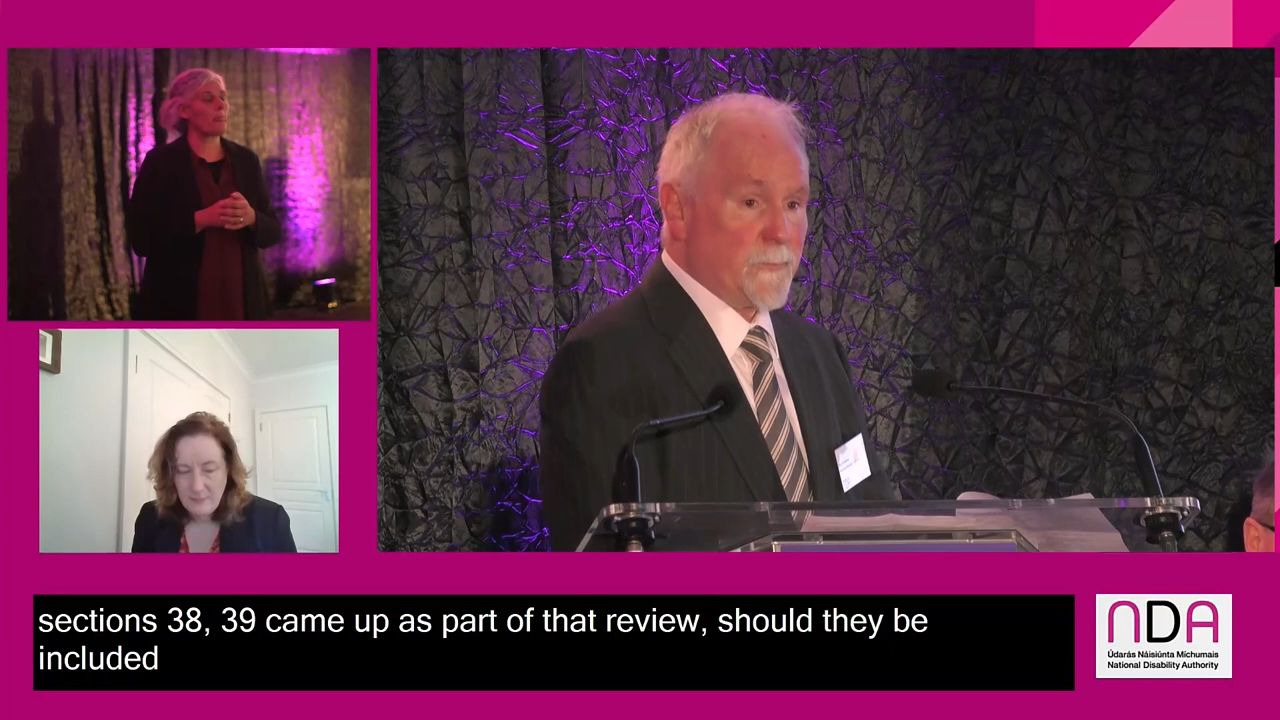 sections 38, 39 came up as part of that review, should they be
included
NDA
Údarás Náisiúnta Míchumais
National Disability Authority